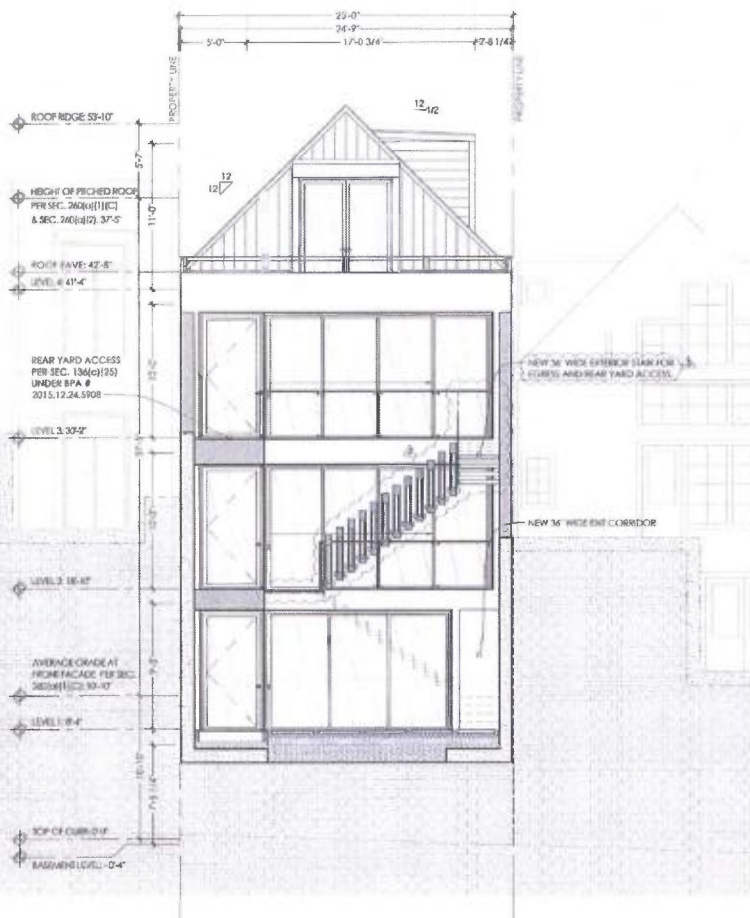 25'-0"
24'-9"
5'-0"
17'-0 3/4"
2'-8 1/4"
PROPERTY LINE
PROPERTY LINE
12
1/2
ROOF RIDGE: 53'-10"
12
12
HEIGHT OF PITCHED ROOF
PER SEC. 260(a)(1)(C)
& SEC. 260(a)(2): 37'-5"
11'-0"
ROOF EAVE: 42'-8"
LEVEL 4: 41'-4"
REAR YARD ACCESS
PER SEC. 136(c)(25)
UNDER BPA #
2015.12.24.5908
NEW 36" WIDE EXTERIOR STAIR FOR
EGRESS AND REAR YARD ACCESS
LEVEL 3: 30'-2"
NEW 36" WIDE EXIT CORRIDOR
LEVEL 2:
AVERAGE GRADE AT
FRONT FACADE PER SEC.
10'-10"
LEVEL 1: 8'-4"
TOP OF CURB: 0'-0"
BASEMENT LEVEL: -0'-4"